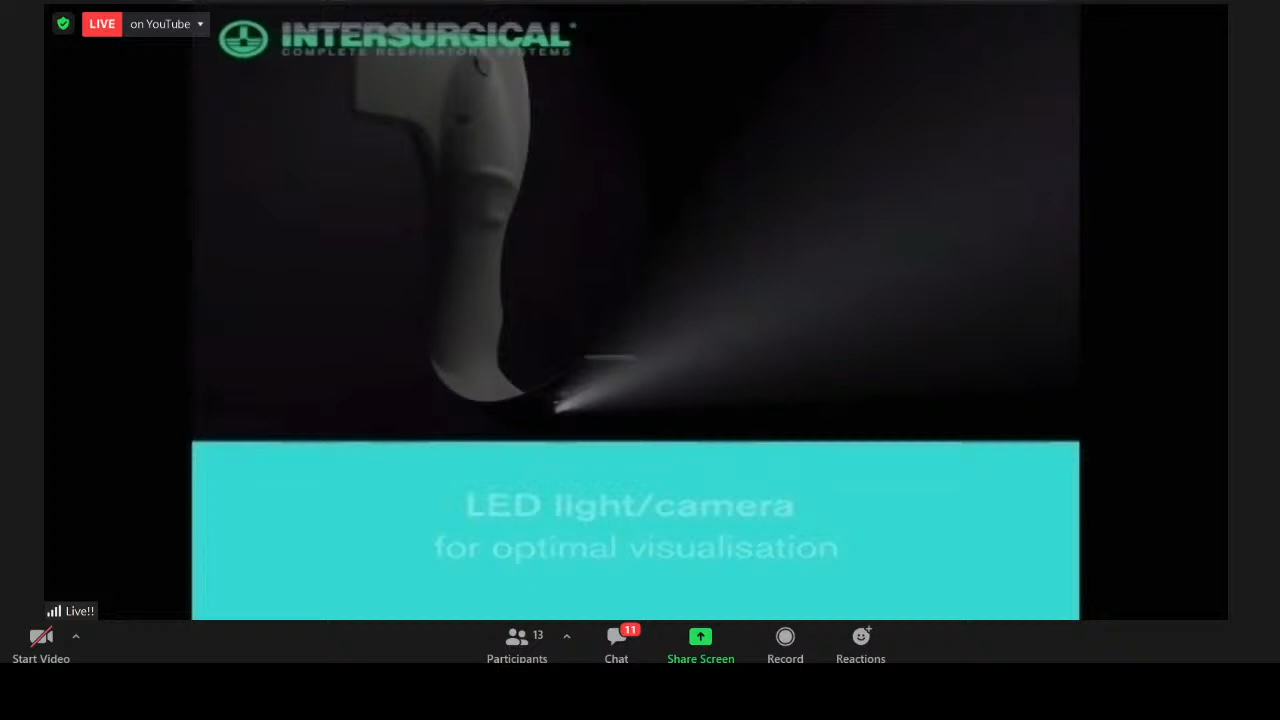 LIVE on YouTube
INTERSURGICAL
COMPLETE RESPIRATORY SYSTEMS
LED light/camera
for optimal visualisation
Live!!
13
11
Start Video
Participants
Chat
Share Screen
Record
Reactions